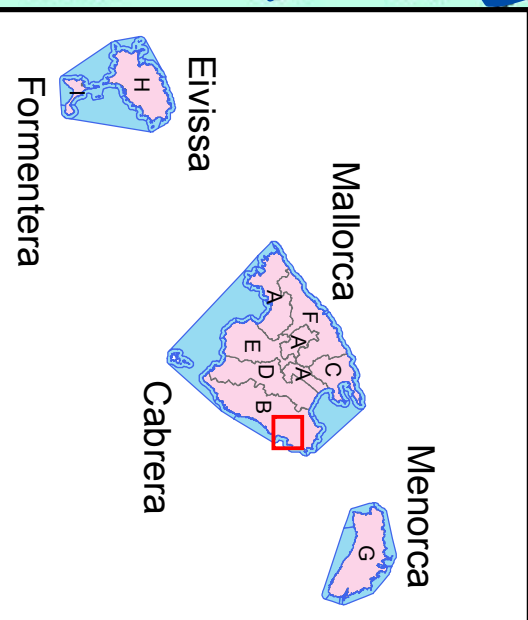 Eivissa
Formentera
H
I
Mallorca
A
F
A
C
A
E
D
B
Cabrera
Menorca
G